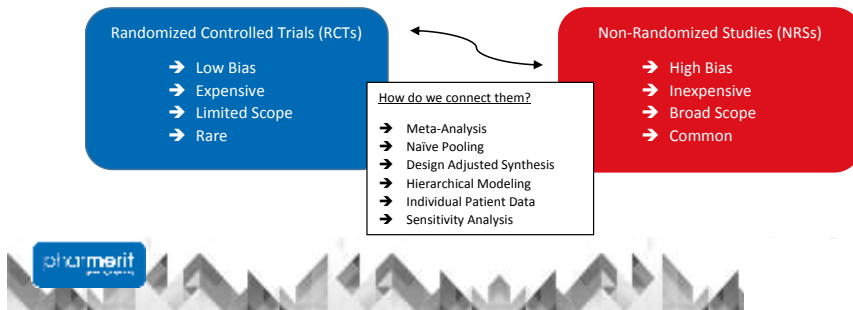 Randomized Controlled Trials (RCTs)
➔ Low Bias
➔ Expensive
➔ Limited Scope
➔ Rare
Non-Randomized Studies (NRSs)
➔ High Bias
➔ Inexpensive
➔ Broad Scope
➔ Common
How do we connect them?
➔ Meta-Analysis
➔ Naïve Pooling
➔ Design Adjusted Synthesis
➔ Hierarchical Modeling
➔ Individual Patient Data
➔ Sensitivity Analysis
pharmerit